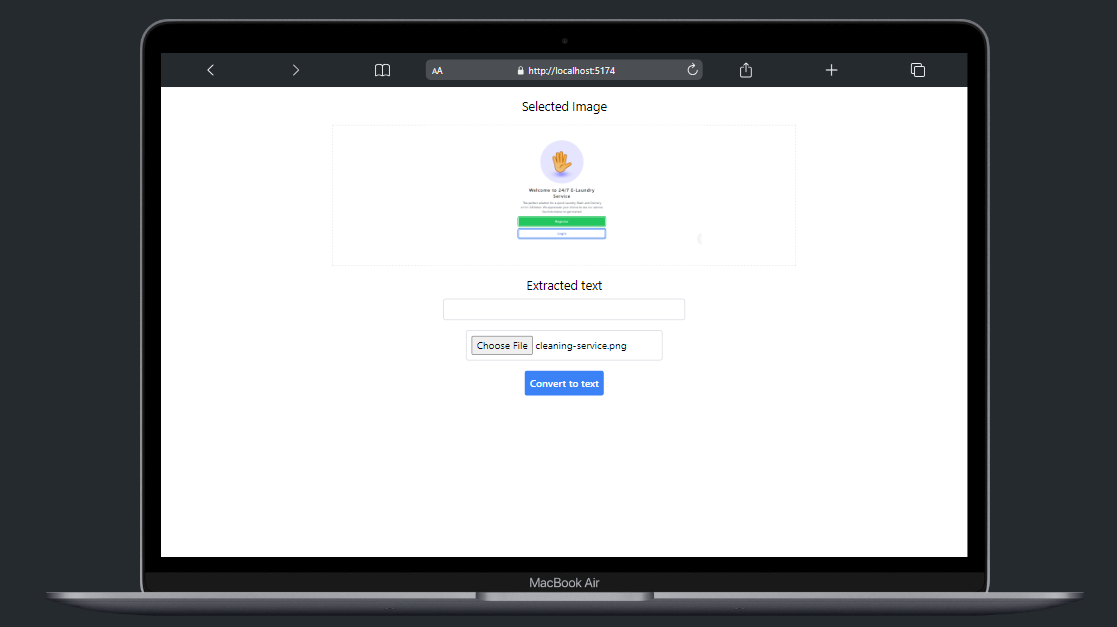 AA
http://localhost:5174
Selected Image
Welcome to 24/7 E-Laundry
Service
Register
Login
Extracted text
Choose File cleaning-service.png
Convert to text
MacBook Air